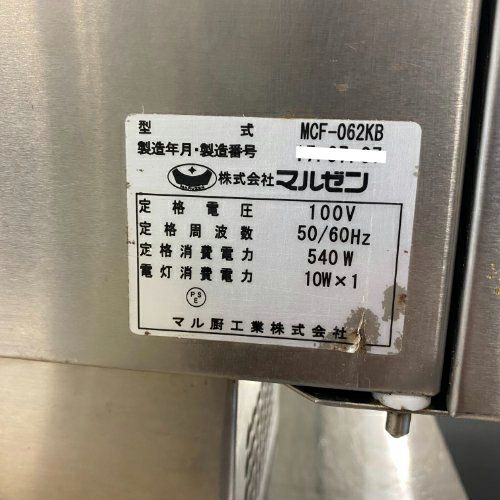 型式 MCF-062KB
製造年月・製造番号
株式会社マルゼン
定格電圧 100V
定格周波数 50/60Hz
定格消費電力 540W
電灯消費電力 10W×1
PSE
マル厨工業株式会社